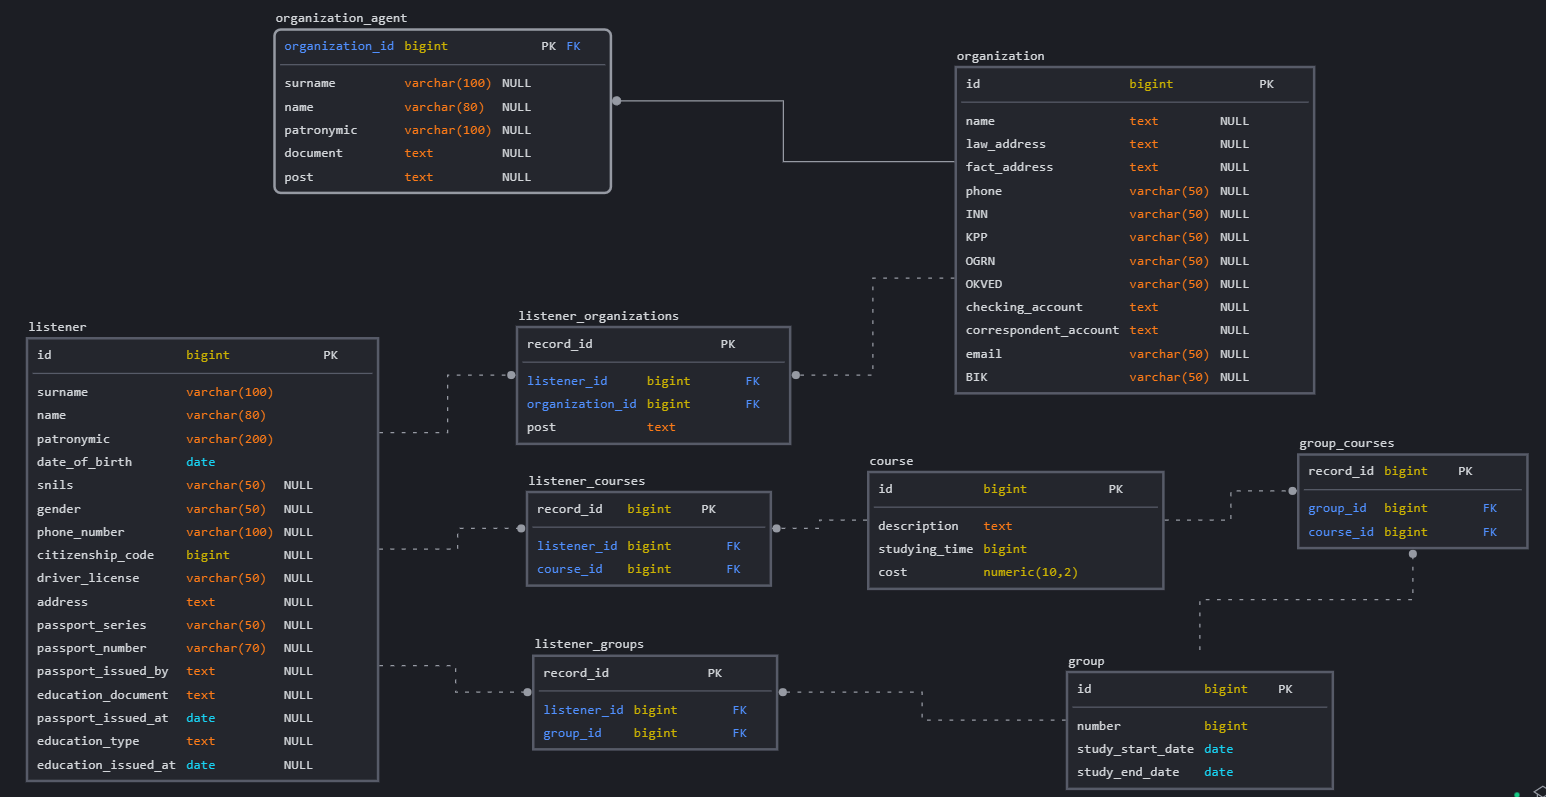 organization_agent
organization_id bigint PK FK
surname varchar(100) NULL
name varchar(80) NULL
patronymic varchar(100) NULL
document text NULL
post text NULL
organization
id bigint PK
name text NULL
law_address text NULL
fact_address text NULL
phone varchar(50) NULL
INN varchar(50) NULL
KPP varchar(50) NULL
OGRN varchar(50) NULL
OKVED varchar(50) NULL
checking_account text NULL
correspondent_account text NULL
email varchar(50) NULL
BIK varchar(50) NULL
listener
id bigint PK
surname varchar(100)
name varchar(80)
patronymic varchar(200)
date_of_birth date
snils varchar(50) NULL
gender varchar(50) NULL
phone_number varchar(100) NULL
citizenship_code bigint NULL
driver_license varchar(50) NULL
address text NULL
passport_series varchar(50) NULL
passport_number varchar(70) NULL
passport_issued_by text NULL
education_document text NULL
passport_issued_at date NULL
education_type text NULL
education_issued_at date NULL
listener_organizations
record_id PK
listener_id bigint FK
organization_id bigint FK
post text
listener_courses
record_id bigint PK
listener_id bigint FK
course_id bigint FK
course
id bigint PK
description text
studying_time bigint
cost numeric(10,2)
group_courses
record_id bigint PK
group_id bigint FK
course_id bigint FK
listener_groups
record_id PK
listener_id bigint FK
group_id bigint FK
group
id bigint PK
number bigint
study_start_date date
study_end_date date